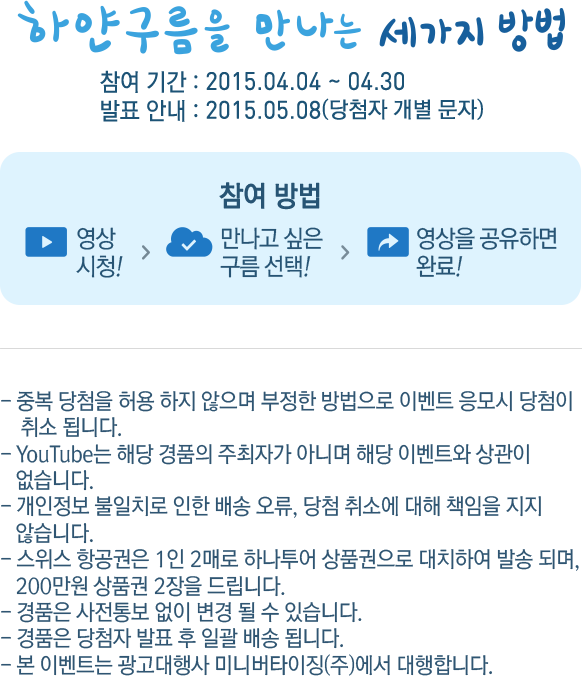 하얀구름을 만나는 세가지 방법
참여 기간 : 2015.04.04 ~ 04.30
발표 안내 : 2015.05.08(당첨자 개별 문자)
참여 방법
영상
시청!
만나고 싶은
구름 선택!
영상을 공유하면
완료!
- 중복 당첨을 허용 하지 않으며 부정한 방법으로 이벤트 응모시 당첨이
취소 됩니다.
- YouTube는 해당 경품의 주최자가 아니며 해당 이벤트와 상관이
없습니다.
- 개인정보 불일치로 인한 배송 오류, 당첨 취소에 대해 책임을 지지
않습니다.
- 스위스 항공권은 1인 2매로 하나투어 상품권으로 대치하여 발송 되며,
200만원 상품권 2장을 드립니다.
- 경품은 사전통보 없이 변경 될 수 있습니다.
- 경품은 당첨자 발표 후 일괄 배송 됩니다.
- 본 이벤트는 광고대행사 미니버타이징(주)에서 대행합니다.